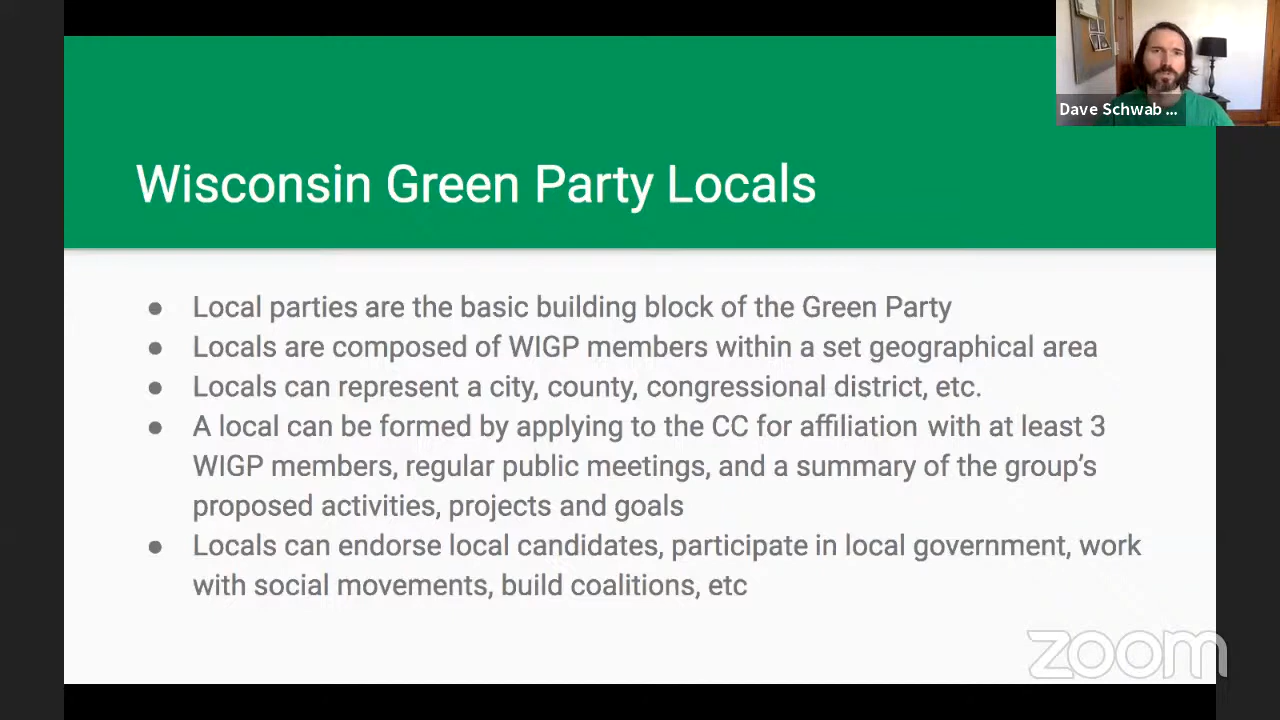 Dave Schwab ...
Wisconsin Green Party Locals
● Local parties are the basic building block of the Green Party
● Locals are composed of WIGP members within a set geographical area
● Locals can represent a city, county, congressional district, etc.
● A local can be formed by applying to the CC for affiliation with at least 3
WIGP members, regular public meetings, and a summary of the group's
proposed activities, projects and goals
● Locals can endorse local candidates, participate in local government, work
with social movements, build coalitions, etc
zoom